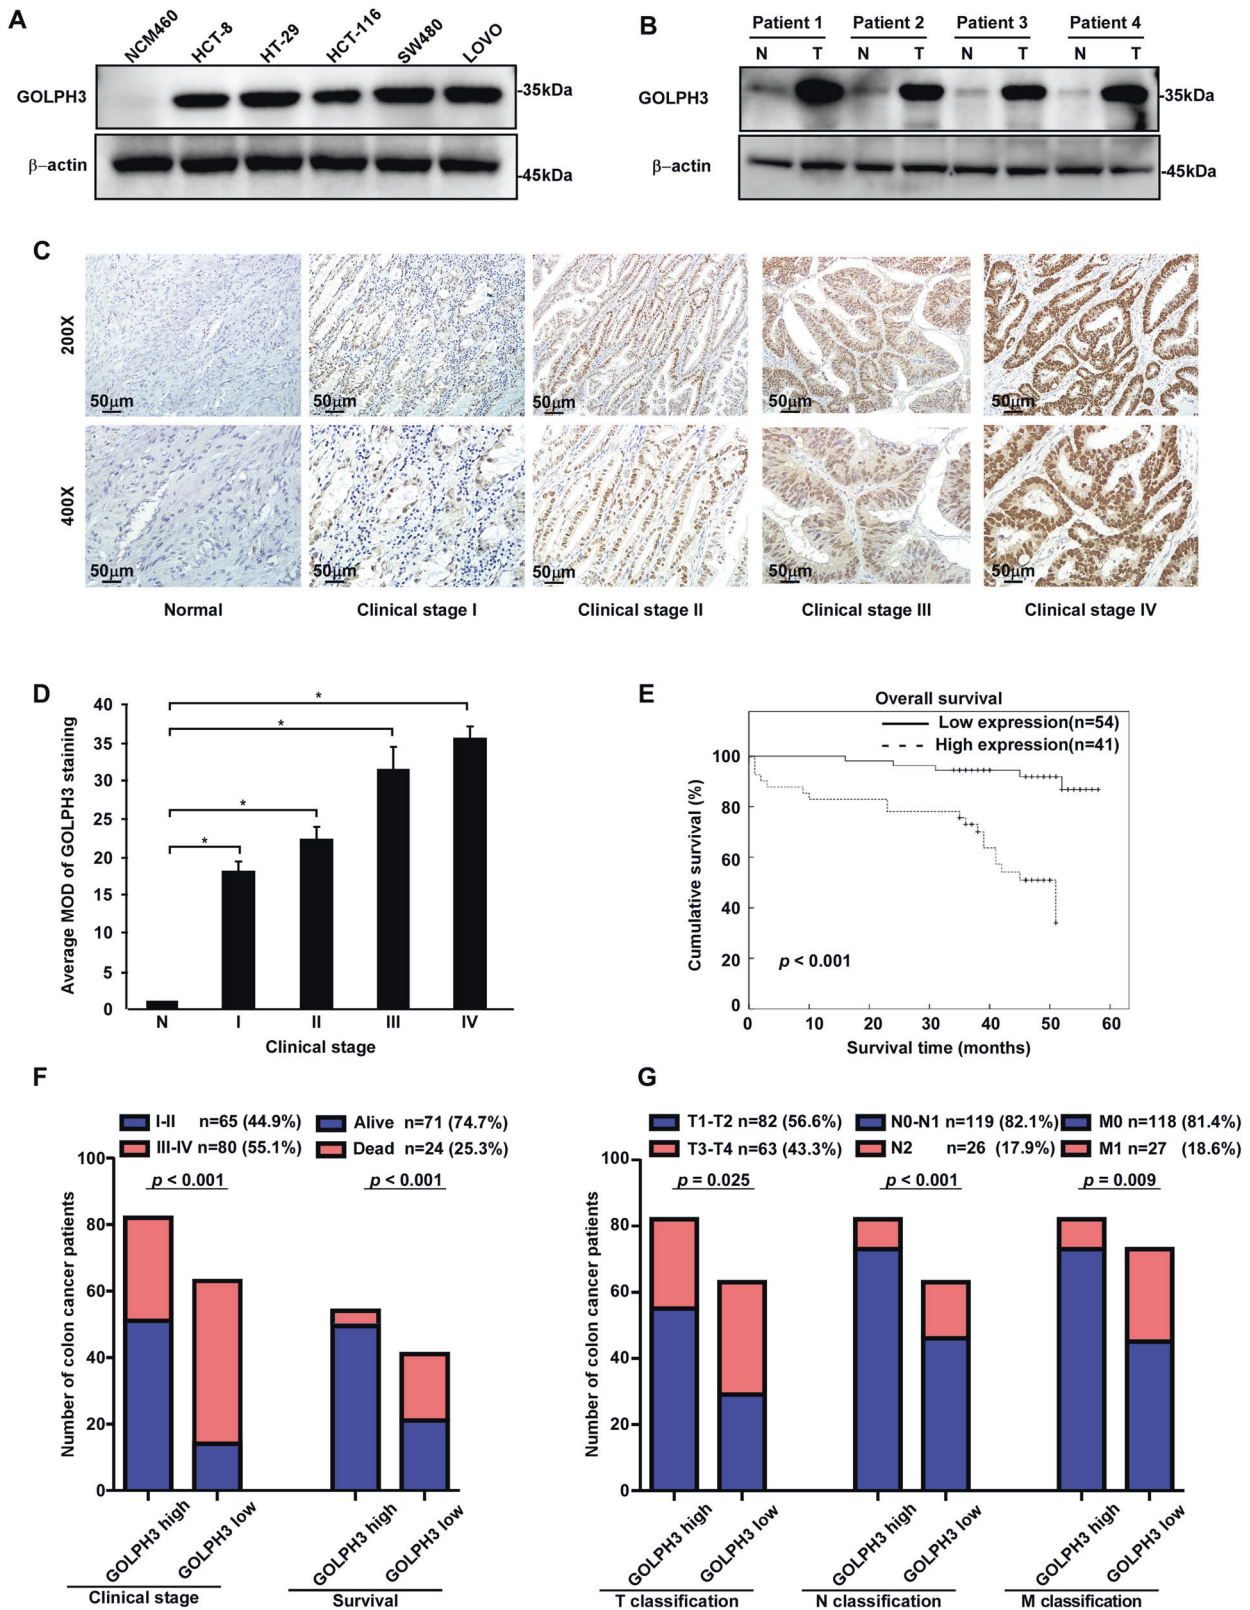 A
NCM460 HCT-8 HT-29 HCT-116 SW480 LOVO
GOLPH3
-35kDa
β-actin
-45kDa
B
Patient 1 Patient 2 Patient 3 Patient 4
N T N T N T N T
GOLPH3
-35kDa
β-actin
-45kDa
C
200X
50μm 50μm 50μm 50μm 50μm
400X
50μm 50μm 50μm 50μm 50μm
Normal Clinical stage I Clinical stage II Clinical stage III Clinical stage IV
D
Average MOD of GOLPH3 staining
40
35
30
25
20
15
10
5
0
*
*
*
*
N I II III IV
Clinical stage
E
Overall survival
Low expression(n=54)
High expression(n=41)
Cumulative survival (%)
100
80
60
40
20
0
p < 0.001
0 10 20 30 40 50 60
Survival time (months)
F
I-II n=65 (44.9%) Alive n=71 (74.7%)
III-IV n=80 (55.1%) Dead n=24 (25.3%)
Number of colon cancer patients
100
80
60
40
20
0
p < 0.001 p < 0.001
GOLPH3 high GOLPH3 low GOLPH3 high GOLPH3 low
Clinical stage Survival
G
T1-T2 n=82 (56.6%) N0-N1 n=119 (82.1%) M0 n=118 (81.4%)
T3-T4 n=63 (43.3%) N2 n=26 (17.9%) M1 n=27 (18.6%)
Number of colon cancer patients
100
80
60
40
20
0
p = 0.025 p < 0.001 p = 0.009
GOLPH3 high GOLPH3 low GOLPH3 high GOLPH3 low GOLPH3 high GOLPH3 low
T classification N classification M classification